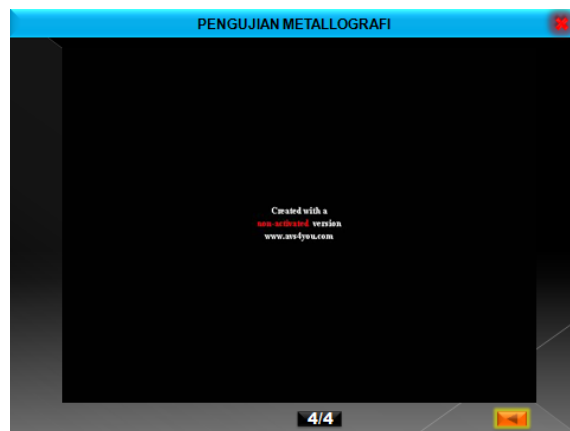 PENGUJIAN METALLOGRAFI
Created with a
non-activated version
www.avs4you.com
4/4